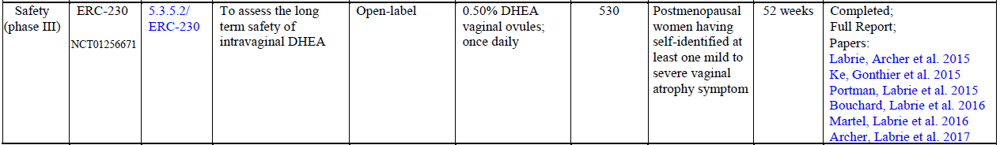 Safety
(phase III)
ERC-230
NCT01256671
5.3.5.2/
ERC-230
To assess the long
term safety of
intravaginal DHEA
Open-label
0.50% DHEA
vaginal ovules;
once daily
530
Postmenopausal
women having
self-identified at
least one mild to
severe vaginal
atrophy symptom
52 weeks
Completed;
Full Report;
Papers:
Labrie, Archer et al. 2015
Ke, Gonthier et al. 2015
Portman, Labrie et al. 2015
Bouchard, Labrie et al. 2016
Martel, Labrie et al. 2016
Archer, Labrie et al. 2017